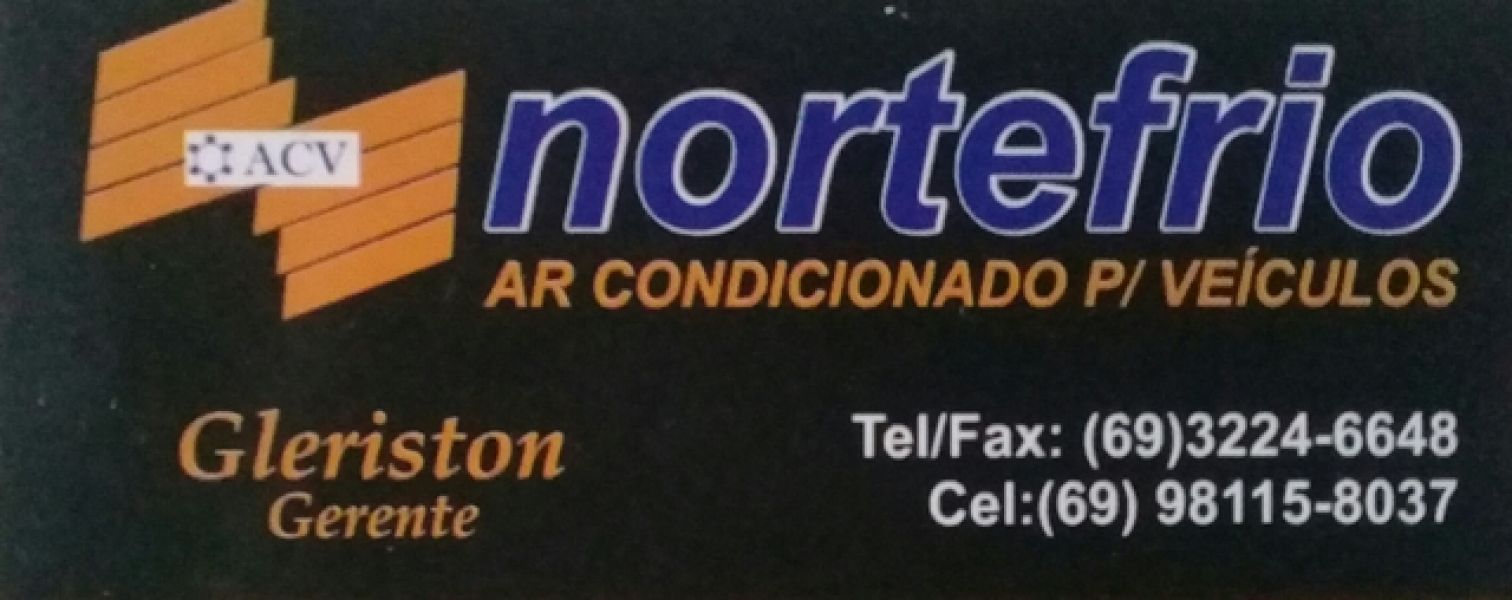 ACV
nortefrio
AR CONDICIONADO P/ VEÍCULOS
Gleriston
Gerente
Tel/Fax: (69)3224-6648
Cel:(69) 98115-8037